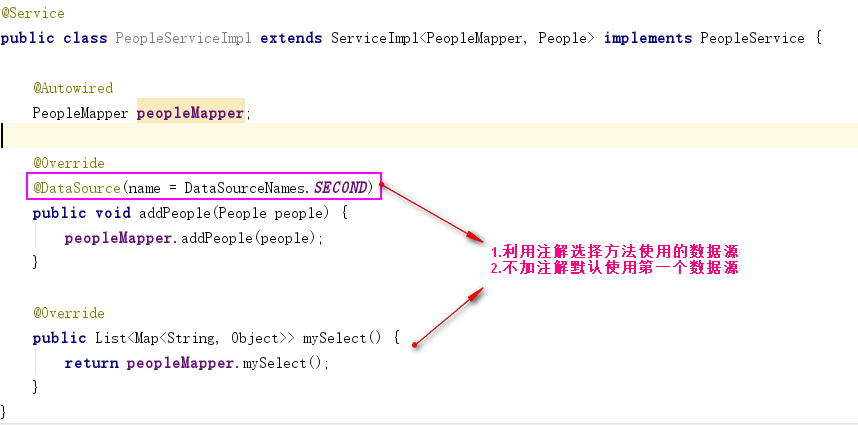 @Service
public class PeopleServiceImpl extends ServiceImpl<PeopleMapper, People> implements PeopleService {
@Autowired
PeopleMapper peopleMapper;
@Override
@DataSource(name = DataSourceNames.SECOND)
public void addPeople(People people) {
peopleMapper.addPeople(people);
}
1.利用注解选择方法使用的数据源
2.不加注解默认使用第一个数据源
@Override
public List<Map<String, Object>> mySelect() {
return peopleMapper.mySelect();
}
}